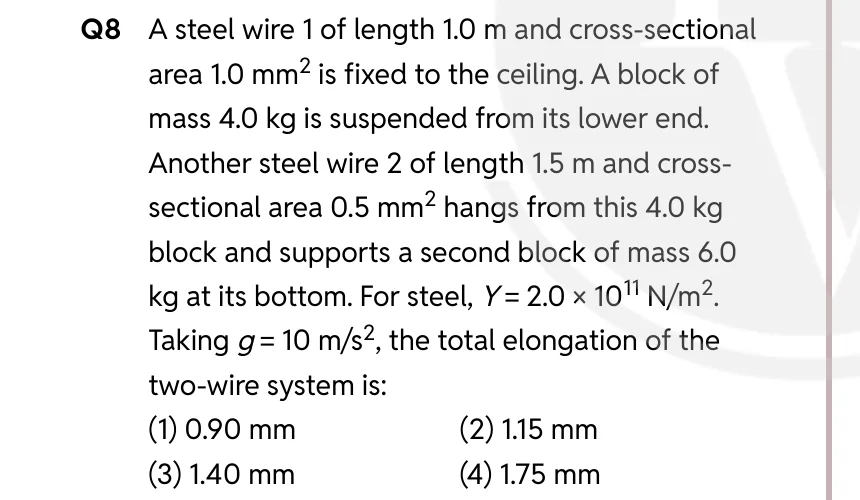 Q8 A steel wire 1 of length 1.0 m and cross-sectional
area 1.0 mm² is fixed to the ceiling. A block of
mass 4.0 kg is suspended from its lower end.
Another steel wire 2 of length 1.5 m and cross-
sectional area 0.5 mm² hangs from this 4.0 kg
block and supports a second block of mass 6.0
kg at its bottom. For steel, Y = 2.0 × 10¹¹ N/m².
Taking g = 10 m/s², the total elongation of the
two-wire system is:
(1) 0.90 mm (2) 1.15 mm
(3) 1.40 mm (4) 1.75 mm